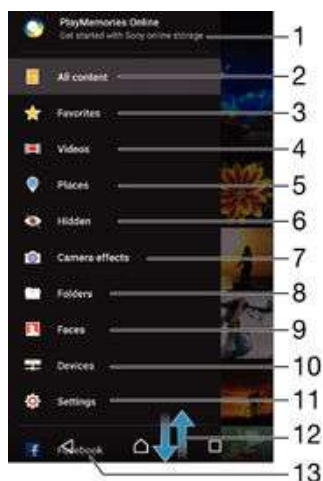 PlayMemories Online
Get started with Sony online storage
1
All content
2
Favorites
3
Videos
4
Places
5
Hidden
6
Camera effects
7
Folders
8
Faces
9
Devices
10
Settings
11
12
Facebook
13